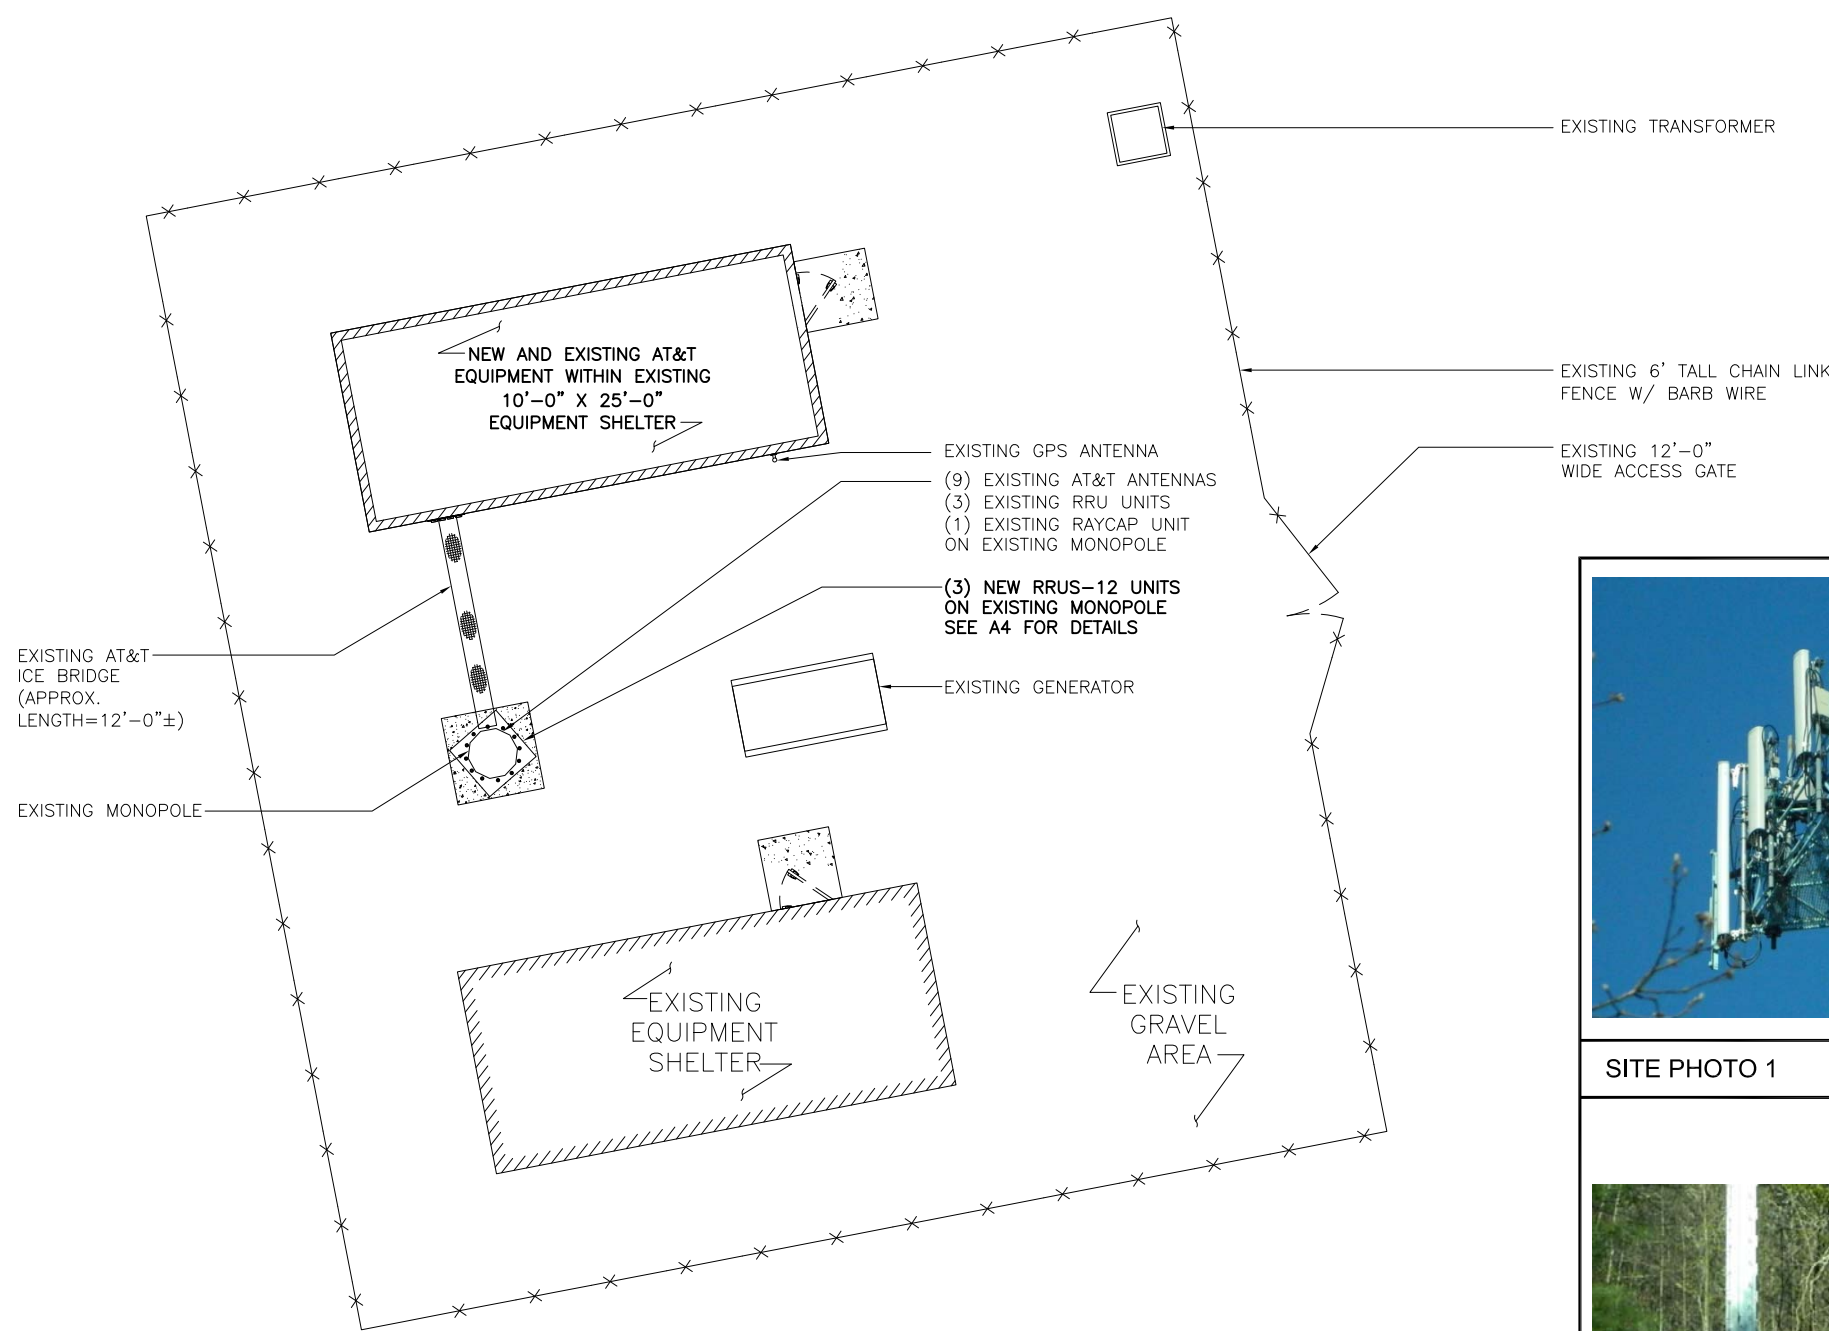 EXISTING TRANSFORMER
NEW AND EXISTING AT&T
EQUIPMENT WITHIN EXISTING
10'-0" X 25'-0"
EQUIPMENT SHELTER
EXISTING 6' TALL CHAIN LINK
FENCE W/ BARB WIRE
EXISTING GPS ANTENNA
(9) EXISTING AT&T ANTENNAS
(3) EXISTING RRU UNITS
(1) EXISTING RAYCAP UNIT
ON EXISTING MONOPOLE
EXISTING 12'-0"
WIDE ACCESS GATE
(3) NEW RRUS-12 UNITS
ON EXISTING MONOPOLE
SEE A4 FOR DETAILS
EXISTING AT&T
ICE BRIDGE
(APPROX.
LENGTH=12'-0"±)
EXISTING GENERATOR
EXISTING MONOPOLE
EXISTING
EQUIPMENT
SHELTER
EXISTING
GRAVEL
AREA
SITE PHOTO 1